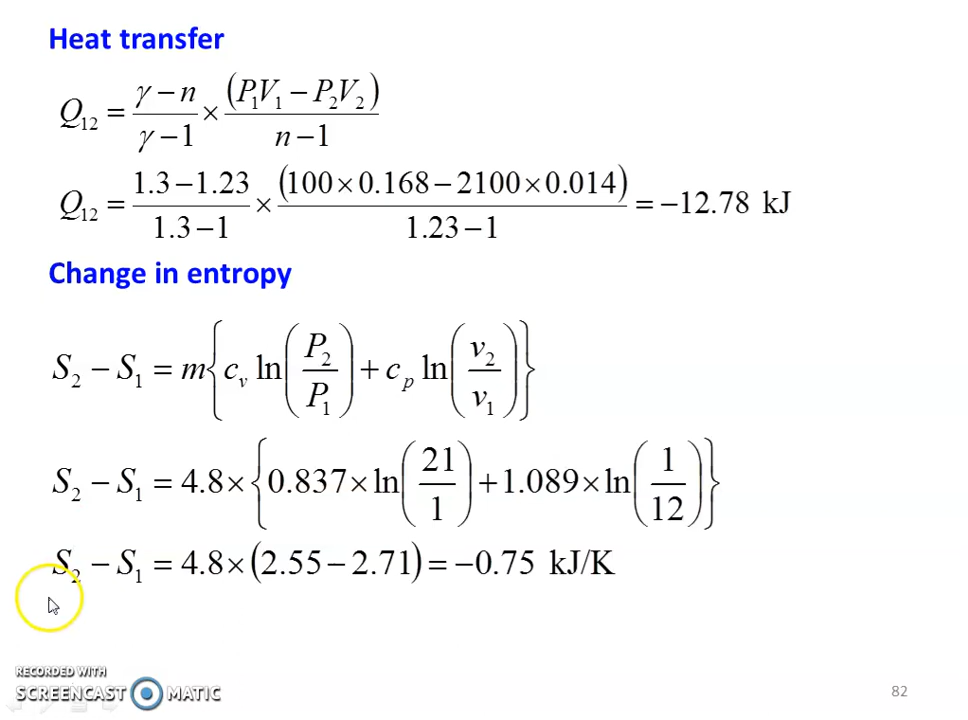 Heat transfer
Q₁₂ = (γ − n)/(γ − 1) × (P₁V₁ − P₂V₂)/(n − 1)
Q₁₂ = (1.3 − 1.23)/(1.3 − 1) × (100 × 0.168 − 2100 × 0.014)/(1.23 − 1) = −12.78 kJ
Change in entropy
S₂ − S₁ = m{cᵥ ln(P₂/P₁) + cₚ ln(v₂/v₁)}
S₂ − S₁ = 4.8 × {0.837 × ln(21/1) + 1.089 × ln(1/12)}
S₂ − S₁ = 4.8 × (2.55 − 2.71) = −0.75 kJ/K
RECORDED WITH
SCREENCAST MATIC
82